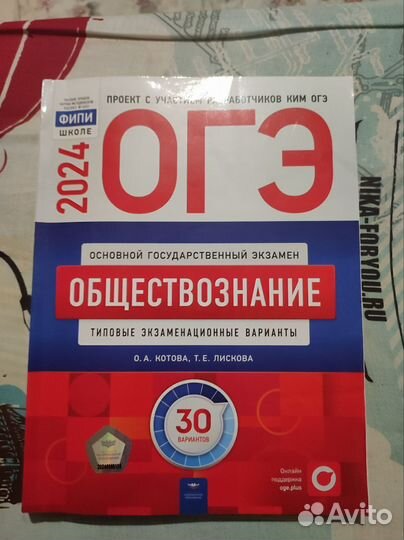 ПРОЕКТ С УЧАСТИЕМ РАЗРАБОТЧИКОВ КИМ ОГЭ
ФИПИ
ШКОЛЕ
2024
ОГЭ
ОСНОВНОЙ ГОСУДАРСТВЕННЫЙ ЭКЗАМЕН
ОБЩЕСТВОЗНАНИЕ
ТИПОВЫЕ ЭКЗАМЕНАЦИОННЫЕ ВАРИАНТЫ
О. А. КОТОВА, Т. Е. ЛИСКОВА
30
ВАРИАНТОВ
Онлайн
поддержка
oge.plus
NIKA-FORYOU.RU
Avito